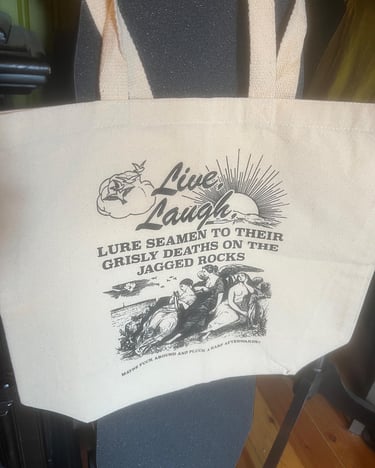 Live,
Laugh,
LURE SEAMEN TO THEIR
GRISLY DEATHS ON THE
JAGGED ROCKS
MAYBE FUCK AROUND AND PLUCK A HARP AFTERWARDS?